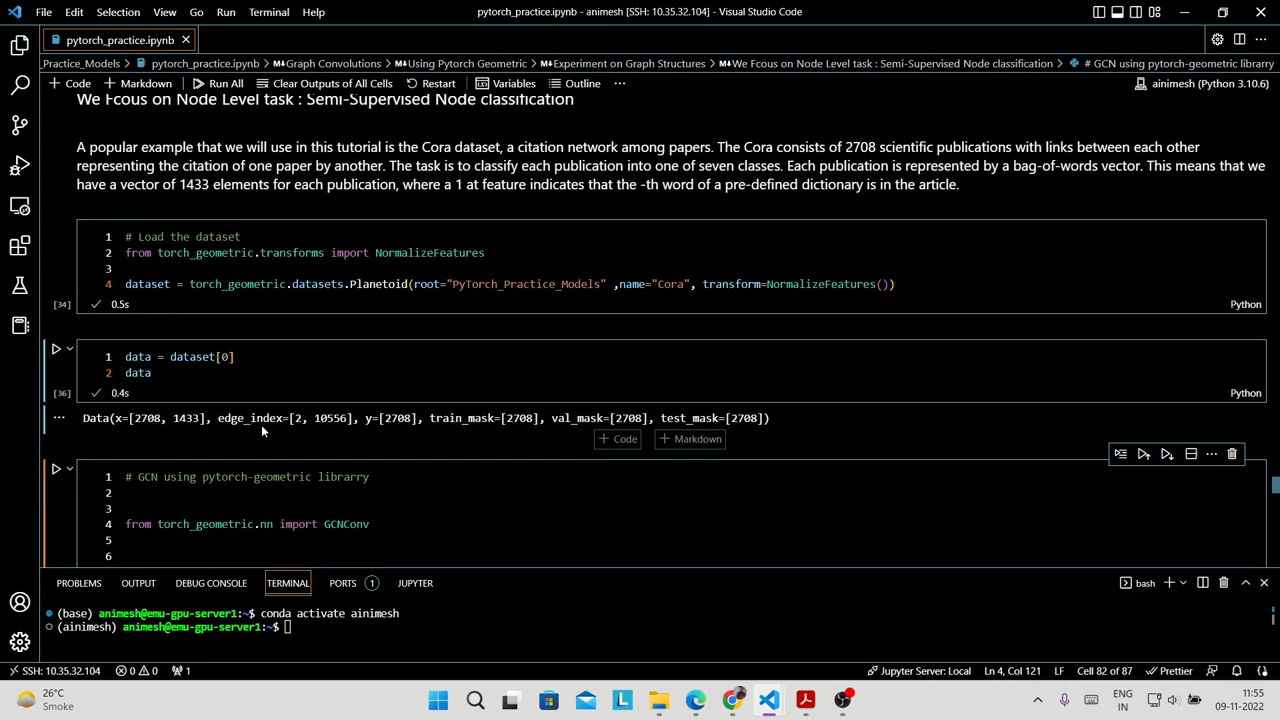 File Edit Selection View Go Run Terminal Help pytorch_practice.ipynb - animesh [SSH: 10.35.32.104] - Visual Studio Code
pytorch_practice.ipynb
_Practice_Models > pytorch_practice.ipynb > Graph Convolutions > Using Pytorch Geometric > Experiment on Graph Structures > We Fcous on Node Level task : Semi-Supervised Node classification > # GCN using pytorch-geometric librarry
+ Code + Markdown Run All Clear Outputs of All Cells Restart Variables Outline ... ainimesh (Python 3.10.6)
We Fcous on Node Level task : Semi-Supervised Node classification
A popular example that we will use in this tutorial is the Cora dataset, a citation network among papers. The Cora consists of 2708 scientific publications with links between each other
representing the citation of one paper by another. The task is to classify each publication into one of seven classes. Each publication is represented by a bag-of-words vector. This means that we
have a vector of 1433 elements for each publication, where a 1 at feature indicates that the -th word of a pre-defined dictionary is in the article.
1 # Load the dataset
2 from torch_geometric.transforms import NormalizeFeatures
3
4 dataset = torch_geometric.datasets.Planetoid(root="PyTorch_Practice_Models" ,name="Cora", transform=NormalizeFeatures())
[34] 0.5s Python
1 data = dataset[0]
2 data
[36] 0.4s Python
... Data(x=[2708, 1433], edge_index=[2, 10556], y=[2708], train_mask=[2708], val_mask=[2708], test_mask=[2708])
+ Code + Markdown
1 # GCN using pytorch-geometric librarry
2
3
4 from torch_geometric.nn import GCNConv
5
6
PROBLEMS OUTPUT DEBUG CONSOLE TERMINAL PORTS 1 JUPYTER bash
(base) animesh@emu-gpu-server1:~$ conda activate ainimesh
(ainimesh) animesh@emu-gpu-server1:~$
SSH: 10.35.32.104 0 0 1 Jupyter Server: Local Ln 4, Col 121 LF Cell 82 of 87 Prettier
26°C
Smoke
ENG
IN
11:55
09-11-2022